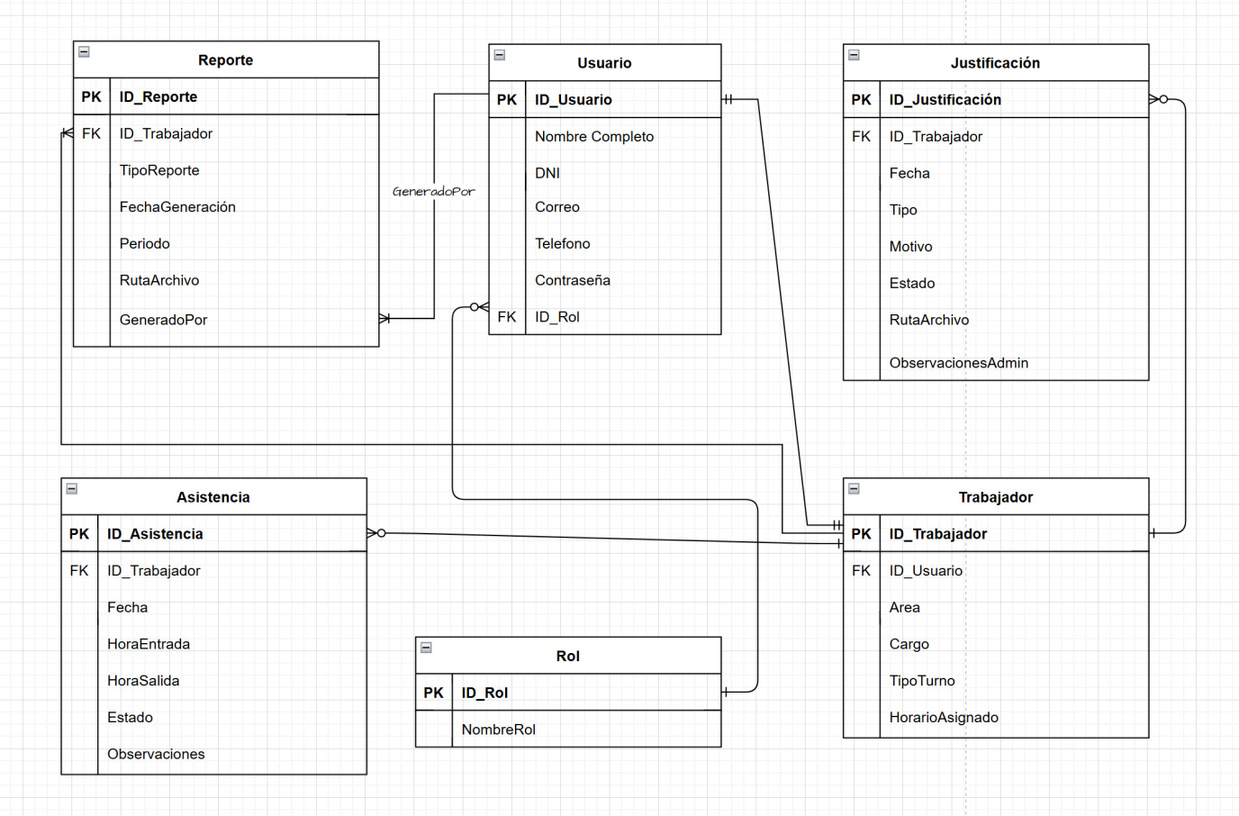 Reporte
PK ID_Reporte
FK ID_Trabajador
TipoReporte
FechaGeneración
Periodo
RutaArchivo
GeneradoPor
GeneradoPor
Usuario
PK ID_Usuario
Nombre Completo
DNI
Correo
Telefono
Contraseña
FK ID_Rol
Justificación
PK ID_Justificación
FK ID_Trabajador
Fecha
Tipo
Motivo
Estado
RutaArchivo
ObservacionesAdmin
Asistencia
PK ID_Asistencia
FK ID_Trabajador
Fecha
HoraEntrada
HoraSalida
Estado
Observaciones
Rol
PK ID_Rol
NombreRol
Trabajador
PK ID_Trabajador
FK ID_Usuario
Area
Cargo
TipoTurno
HorarioAsignado